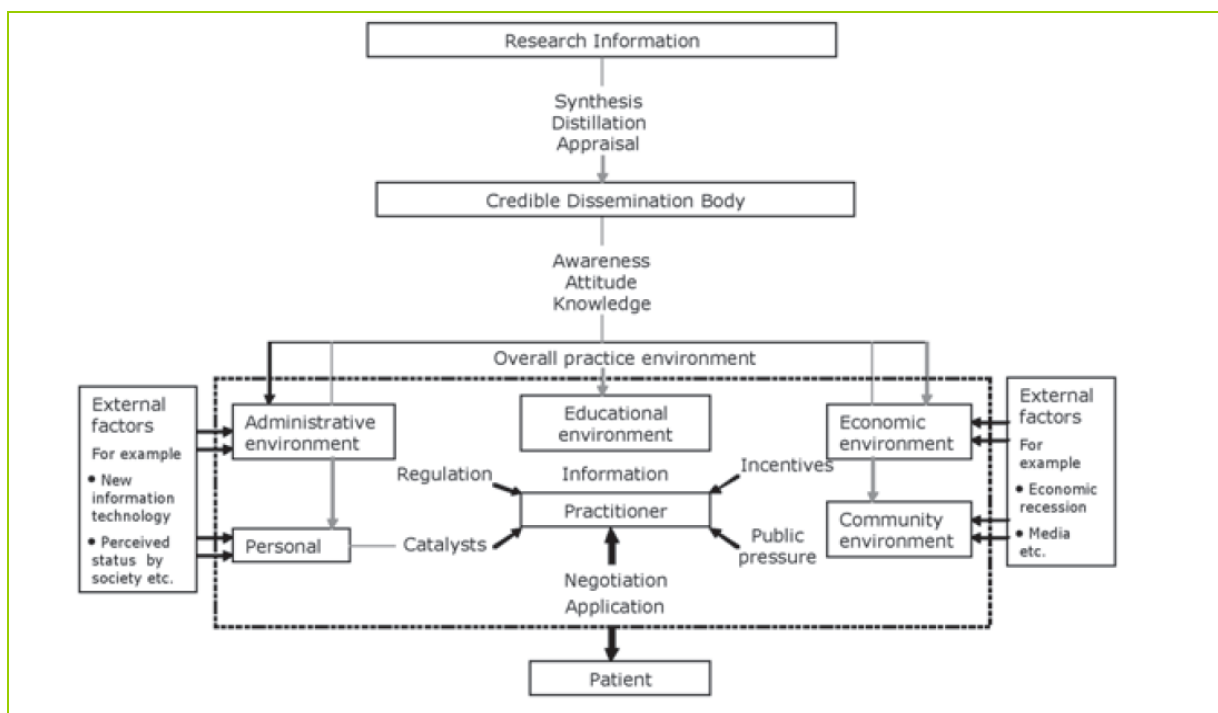 Research Information
Synthesis
Distillation
Appraisal
Credible Dissemination Body
Awareness
Attitude
Knowledge
Overall practice environment
External
factors
For example
• New
information
technology
• Perceived
status by
society etc.
Administrative
environment
Educational
environment
Economic
environment
External
factors
For
example
• Economic
recession
• Media
etc.
Regulation
Information
Incentives
Practitioner
Personal
Catalysts
Public
pressure
Community
environment
Negotiation
Application
Patient